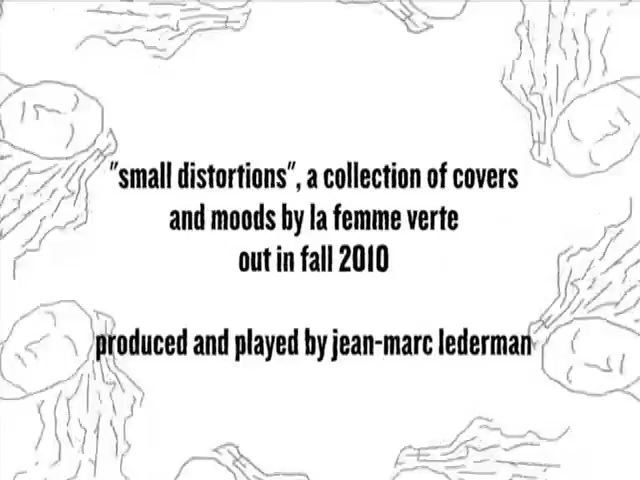 "small distortions", a collection of covers
and moods by la femme verte
out in fall 2010
produced and played by jean-marc lederman